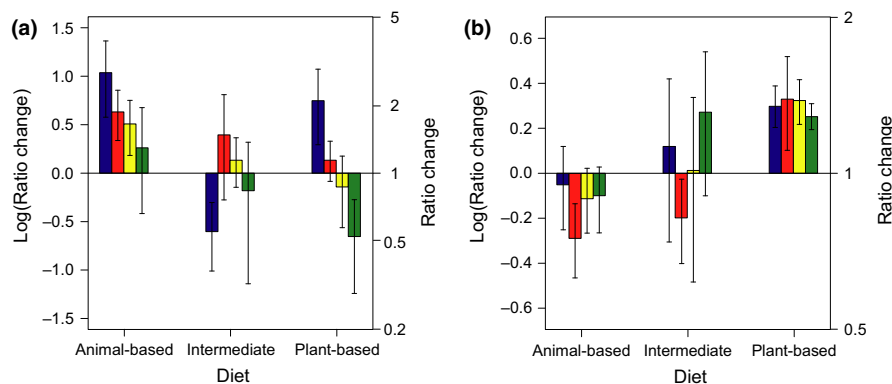 (a)
Log(Ratio change)
1.5
1.0
0.5
0.0
–0.5
–1.0
–1.5
5
2
1
0.5
0.2
Ratio change
Animal-based Intermediate Plant-based
Diet
(b)
Log(Ratio change)
0.6
0.4
0.2
0.0
–0.2
–0.4
–0.6
2
1
0.5
Ratio change
Animal-based Intermediate Plant-based
Diet